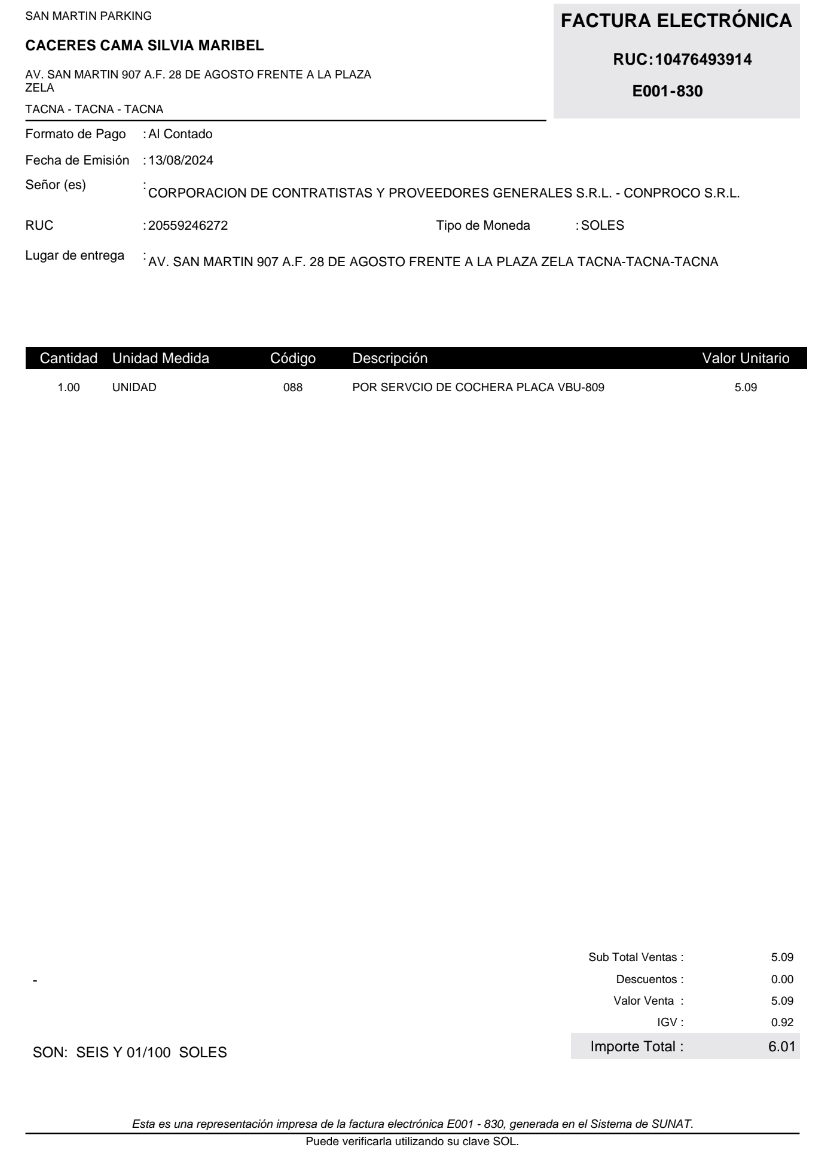 SAN MARTIN PARKING
FACTURA ELECTRÓNICA
CACERES CAMA SILVIA MARIBEL
RUC:10476493914
AV. SAN MARTIN 907 A.F. 28 DE AGOSTO FRENTE A LA PLAZA
ZELA
E001-830
TACNA - TACNA - TACNA
Formato de Pago : Al Contado
Fecha de Emisión : 13/08/2024
Señor (es) : CORPORACION DE CONTRATISTAS Y PROVEEDORES GENERALES S.R.L. - CONPROCO S.R.L.
RUC : 20559246272 Tipo de Moneda : SOLES
Lugar de entrega : AV. SAN MARTIN 907 A.F. 28 DE AGOSTO FRENTE A LA PLAZA ZELA TACNA-TACNA-TACNA
Cantidad Unidad Medida Código Descripción Valor Unitario
1.00 UNIDAD 088 POR SERVCIO DE COCHERA PLACA VBU-809 5.09
Sub Total Ventas : 5.09
- Descuentos : 0.00
Valor Venta : 5.09
IGV : 0.92
Importe Total : 6.01
SON: SEIS Y 01/100 SOLES
Esta es una representación impresa de la factura electrónica E001 - 830, generada en el Sistema de SUNAT.
Puede verificarla utilizando su clave SOL.